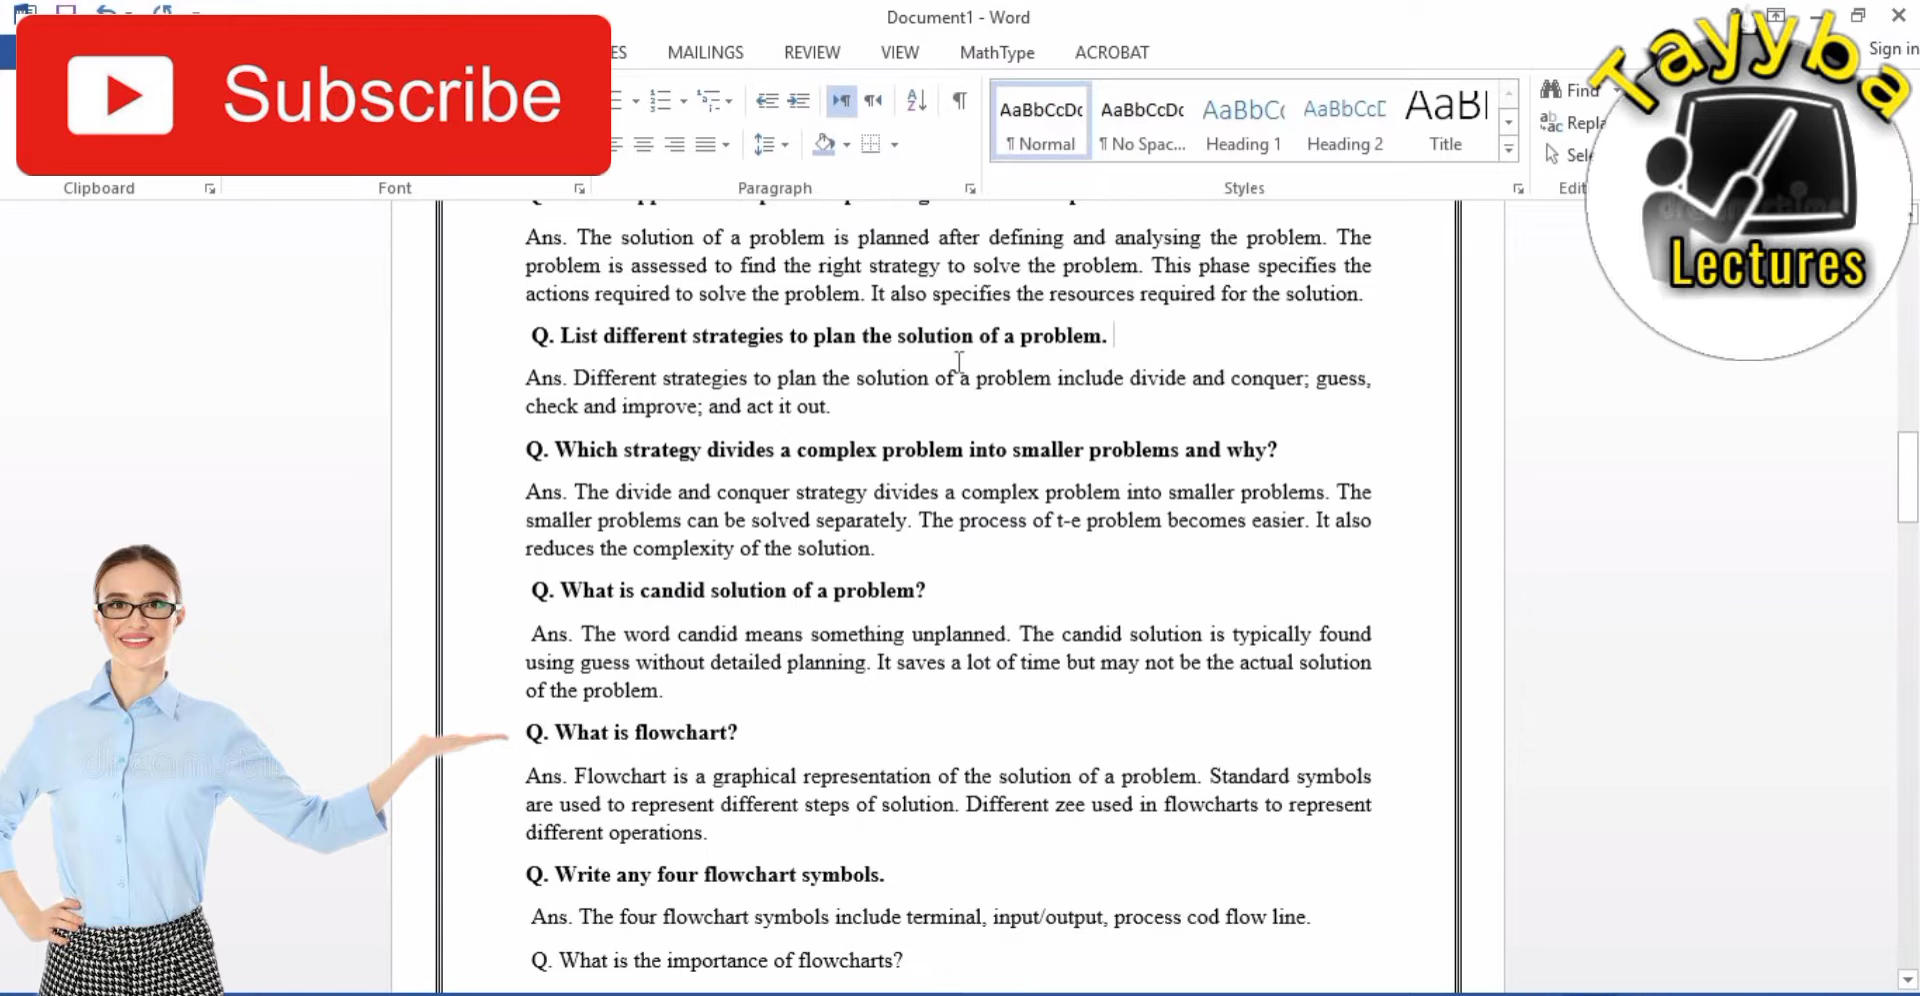 Document1 - Word
Sign in
Subscribe
ES MAILINGS REVIEW VIEW MathType ACROBAT
AaBbCcDc AaBbCcDc AaBbC( AaBbCcD AaBl
¶ Normal ¶ No Spac... Heading 1 Heading 2 Title
Find
Repla
Sele
Clipboard Font Paragraph Styles Edit
Tayyba
Lectures
Ans. The solution of a problem is planned after defining and analysing the problem. The
problem is assessed to find the right strategy to solve the problem. This phase specifies the
actions required to solve the problem. It also specifies the resources required for the solution.
Q. List different strategies to plan the solution of a problem.
Ans. Different strategies to plan the solution of a problem include divide and conquer; guess,
check and improve; and act it out.
Q. Which strategy divides a complex problem into smaller problems and why?
Ans. The divide and conquer strategy divides a complex problem into smaller problems. The
smaller problems can be solved separately. The process of t-e problem becomes easier. It also
reduces the complexity of the solution.
Q. What is candid solution of a problem?
Ans. The word candid means something unplanned. The candid solution is typically found
using guess without detailed planning. It saves a lot of time but may not be the actual solution
of the problem.
Q. What is flowchart?
Ans. Flowchart is a graphical representation of the solution of a problem. Standard symbols
are used to represent different steps of solution. Different zee used in flowcharts to represent
different operations.
Q. Write any four flowchart symbols.
Ans. The four flowchart symbols include terminal, input/output, process cod flow line.
Q. What is the importance of flowcharts?